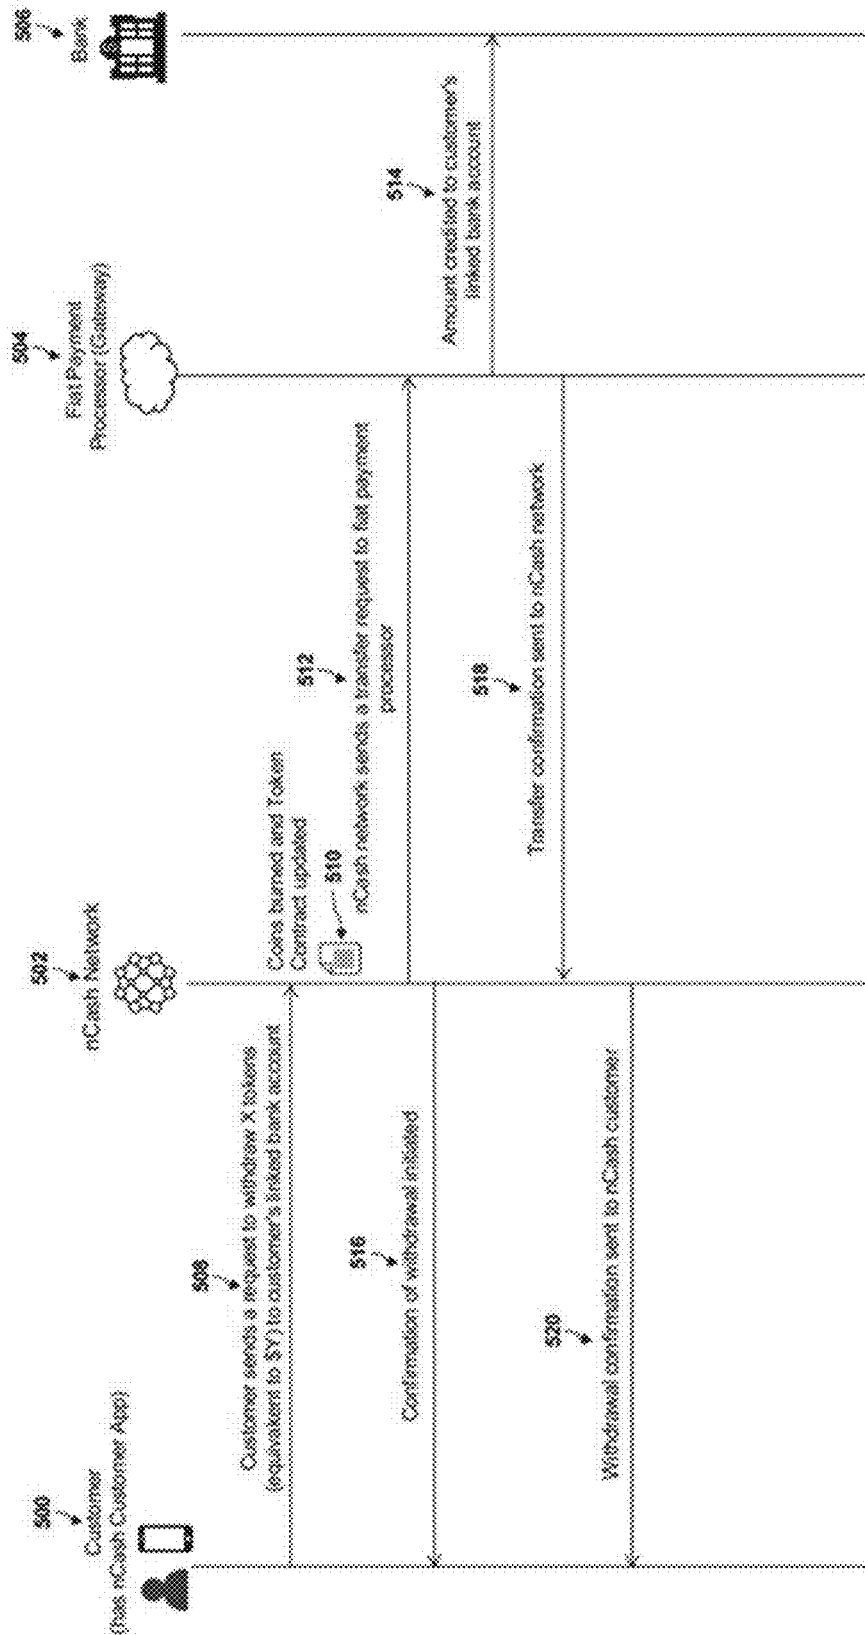 500
Customer
(has nCash Customer App)
502
nCash Network
504
Fiat Payment
Processor (Gateway)
506
Bank
508
Customer sends a request to withdraw X tokens
(equivalent to $Y) to customer's linked bank account
Coins burned and Token
Contract updated
510
512
nCash network sends a transfer request to fiat payment
processor
516
Confirmation of withdrawal initiated
514
Amount credited to customer's
linked bank account
518
Transfer confirmation sent to nCash network
520
Withdrawal confirmation sent to nCash customer